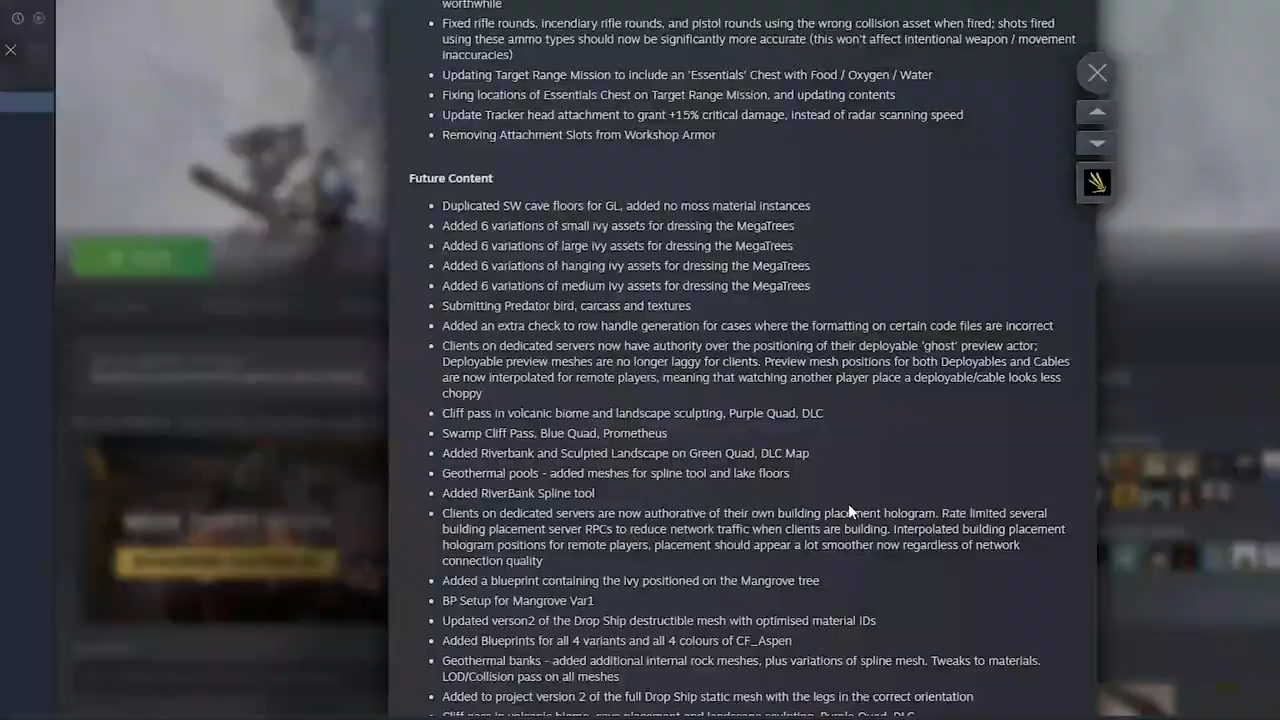 worthwhile
Fixed rifle rounds, incendiary rifle rounds, and pistol rounds using the wrong collision asset when fired; shots fired
using these ammo types should now be significantly more accurate (this won't affect intentional weapon / movement
inaccuracies)
Updating Target Range Mission to include an 'Essentials' Chest with Food / Oxygen / Water
Fixing locations of Essentials Chest on Target Range Mission, and updating contents
Update Tracker head attachment to grant +15% critical damage, instead of radar scanning speed
Removing Attachment Slots from Workshop Armor
Future Content
Duplicated SW cave floors for GL, added no moss material instances
Added 6 variations of small ivy assets for dressing the MegaTrees
Added 6 variations of large ivy assets for dressing the MegaTrees
Added 6 variations of hanging ivy assets for dressing the MegaTrees
Added 6 variations of medium ivy assets for dressing the MegaTrees
Submitting Predator bird, carcass and textures
Added an extra check to row handle generation for cases where the formatting on certain code files are incorrect
Clients on dedicated servers now have authority over the positioning of their deployable 'ghost' preview actor;
Deployable preview meshes are no longer laggy for clients. Preview mesh positions for both Deployables and Cables
are now interpolated for remote players, meaning that watching another player place a deployable/cable looks less
choppy
Cliff pass in volcanic biome and landscape sculpting, Purple Quad, DLC
Swamp Cliff Pass, Blue Quad, Prometheus
Added Riverbank and Sculpted Landscape on Green Quad, DLC Map
Geothermal pools - added meshes for spline tool and lake floors
Added RiverBank Spline tool
Clients on dedicated servers are now authorative of their own building placement hologram. Rate limited several
building placement server RPCs to reduce network traffic when clients are building. Interpolated building placement
hologram positions for remote players, placement should appear a lot smoother now regardless of network
connection quality
Added a blueprint containing the Ivy positioned on the Mangrove tree
BP Setup for Mangrove Var1
Updated verson2 of the Drop Ship destructible mesh with optimised material IDs
Added Blueprints for all 4 variants and all 4 colours of CF_Aspen
Geothermal banks - added additional internal rock meshes, plus variations of spline mesh. Tweaks to materials.
LOD/Collision pass on all meshes
Added to project version 2 of the full Drop Ship static mesh with the legs in the correct orientation
Cliff pass in volcanic biome, cave placement and landscape sculpting, Purple Quad, DLC